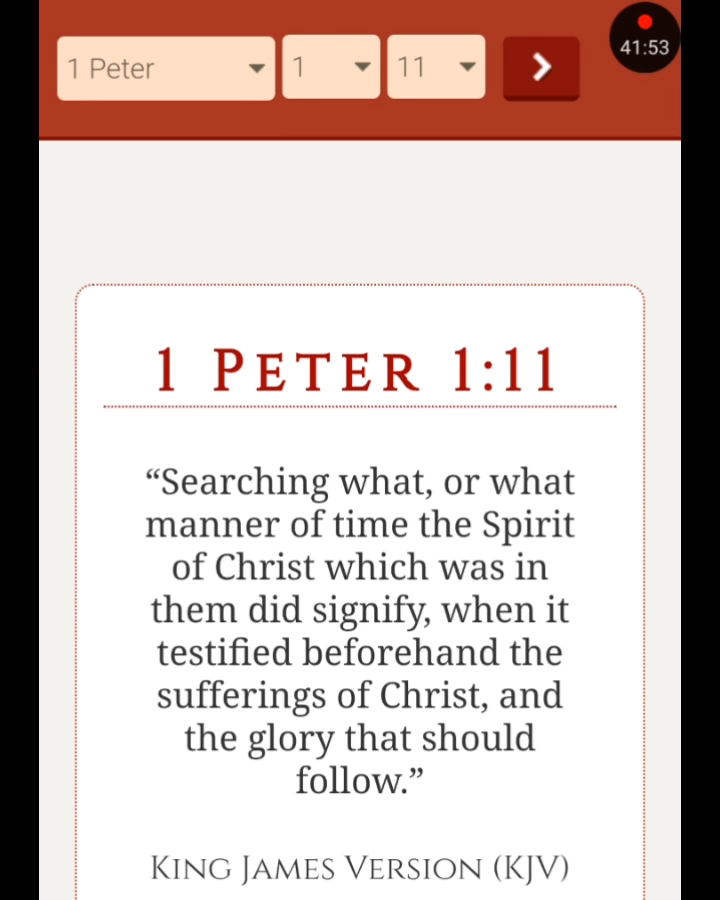 41:53
1 Peter 1 11
1 PETER 1:11
“Searching what, or what
manner of time the Spirit
of Christ which was in
them did signify, when it
testified beforehand the
sufferings of Christ, and
the glory that should
follow.”
KING JAMES VERSION (KJV)